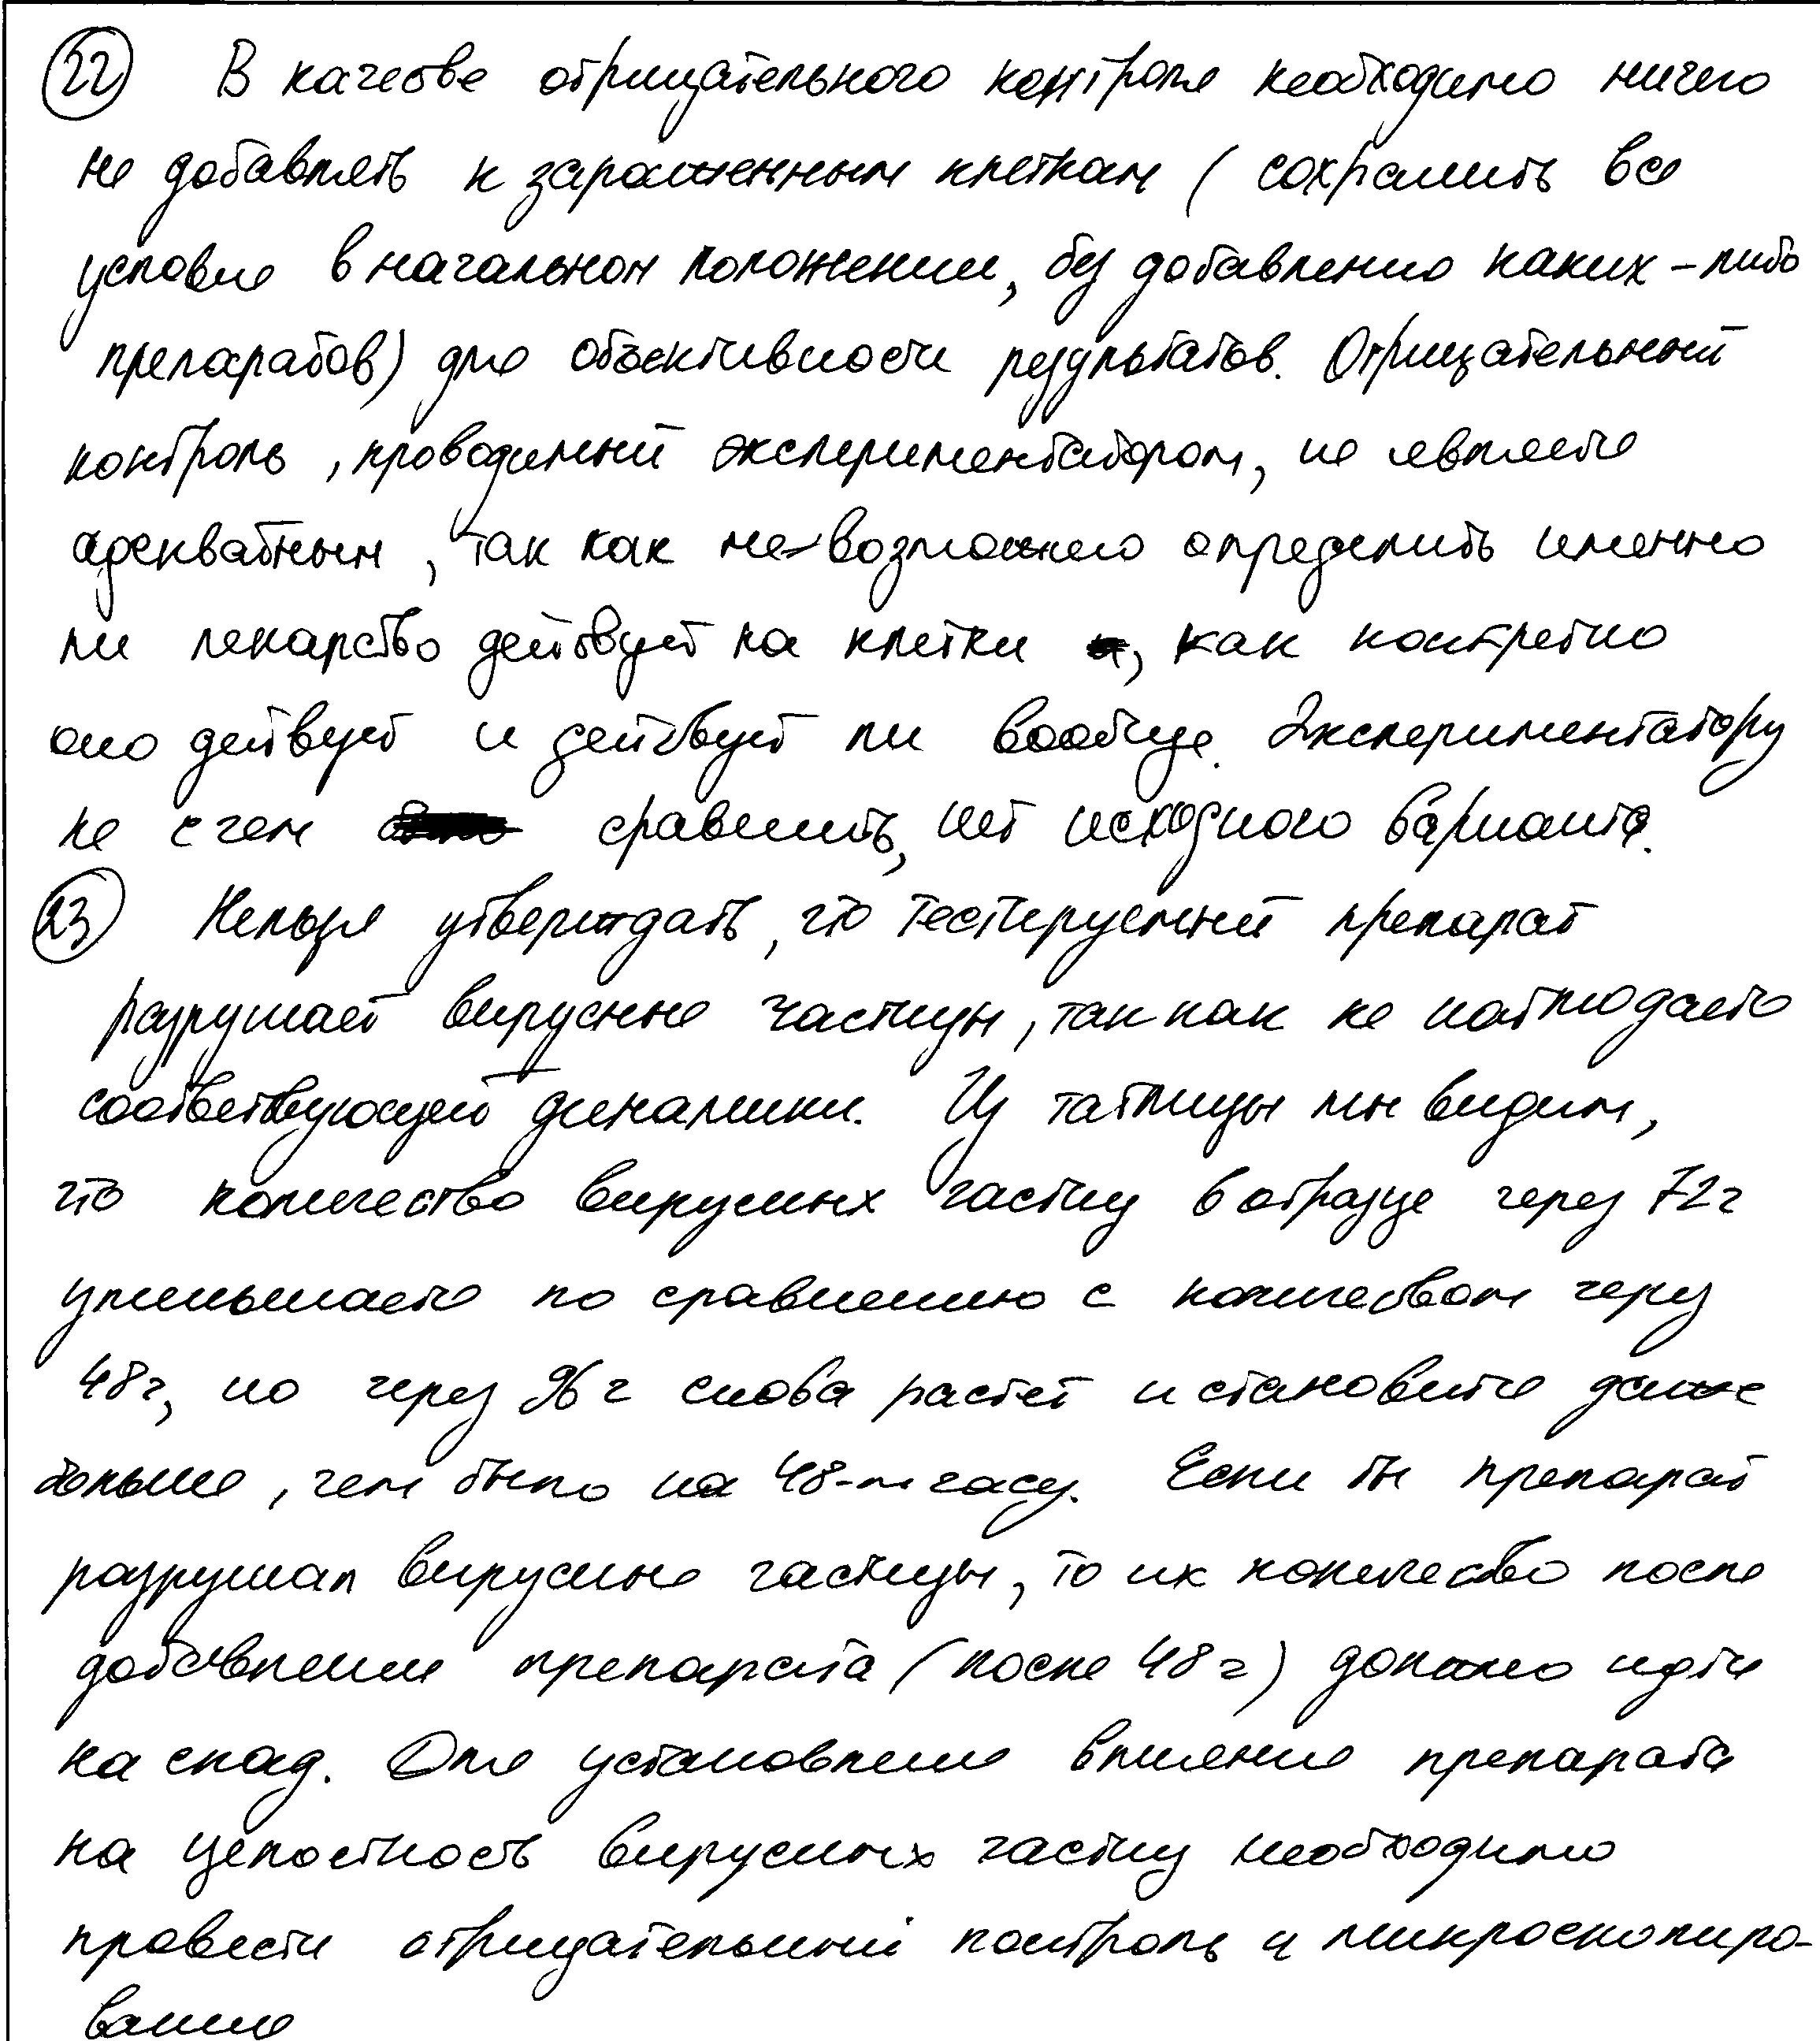 22 В качестве отрицательного контроля необходимо ничего
не добавлять к зараженным клеткам (сохранить все
условия в начальном положении, без добавления каких-либо
препаратов) для объективности результатов. Отрицательный
контроль, проводимый экспериментатором, не является
адекватным, так как невозможно определить именно
ли лекарство действует на клетки, как конкретно
оно действует и действует ли вообще. Экспериментатору
не с чем сравнить, нет исходного варианта.
23 Нельзя утверждать, что тестируемый препарат
разрушает вирусные частицы, так как не наблюдается
соответствующей динамики. Из таблицы мы видим,
что количество вирусных частиц в образце через 72ч
уменьшается по сравнению с количеством через
48ч, но через 96ч снова растет и становится даже
больше, чем было на 48-м часу. Если бы препарат
разрушал вирусные частицы, то их количество после
добавления препарата (после 48ч) должно идти
на спад. Для установления влияния препарата
на целостность вирусных частиц необходимо
провести отрицательный контроль и микроскопиро-
вание